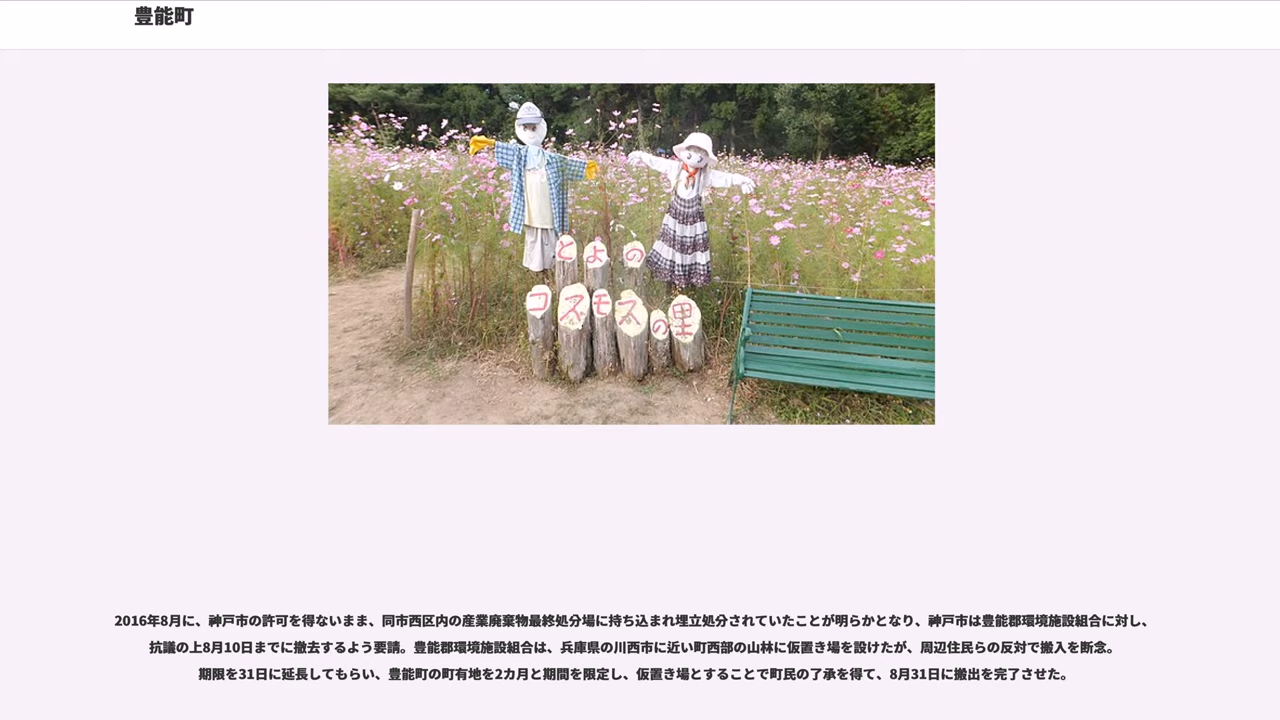 豊能町
とよの
コスモスの里
2016年8月に、神戸市の許可を得ないまま、同市西区内の産業廃棄物最終処分場に持ち込まれ埋立処分されていたことが明らかとなり、神戸市は豊能郡環境施設組合に対し、
抗議の上8月10日までに撤去するよう要請。豊能郡環境施設組合は、兵庫県の川西市に近い町西部の山林に仮置き場を設けたが、周辺住民らの反対で搬入を断念。
期限を31日に延長してもらい、豊能町の町有地を2カ月と期間を限定し、仮置き場とすることで町民の了承を得て、8月31日に搬出を完了させた。